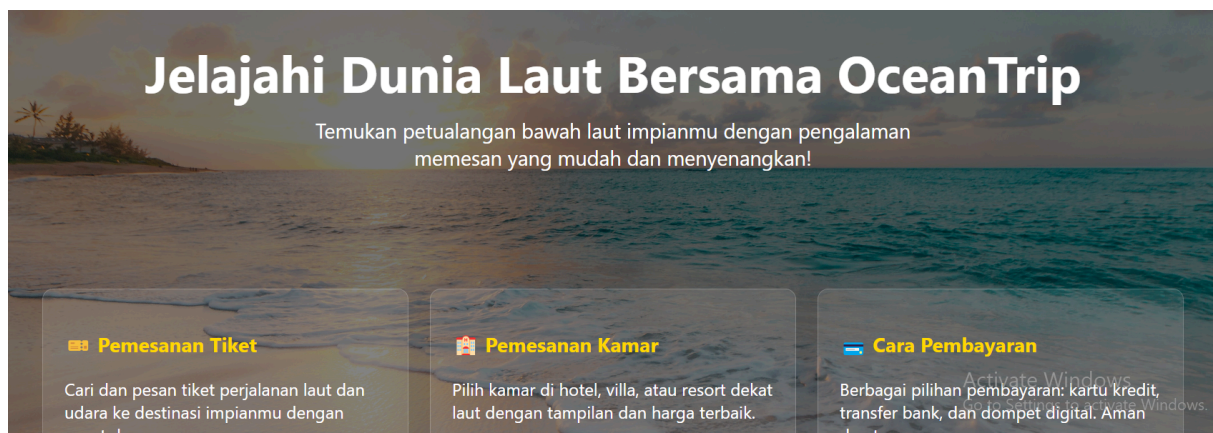 Jelajahi Dunia Laut Bersama OceanTrip
Temukan petualangan bawah laut impianmu dengan pengalaman
memesan yang mudah dan menyenangkan!
Pemesanan Tiket
Cari dan pesan tiket perjalanan laut dan
udara ke destinasi impianmu dengan
Pemesanan Kamar
Pilih kamar di hotel, villa, atau resort dekat
laut dengan tampilan dan harga terbaik.
Cara Pembayaran
Berbagai pilihan pembayaran: kartu kredit,
transfer bank, dan dompet digital. Aman
Activate Windows
Go to Settings to activate Windows.